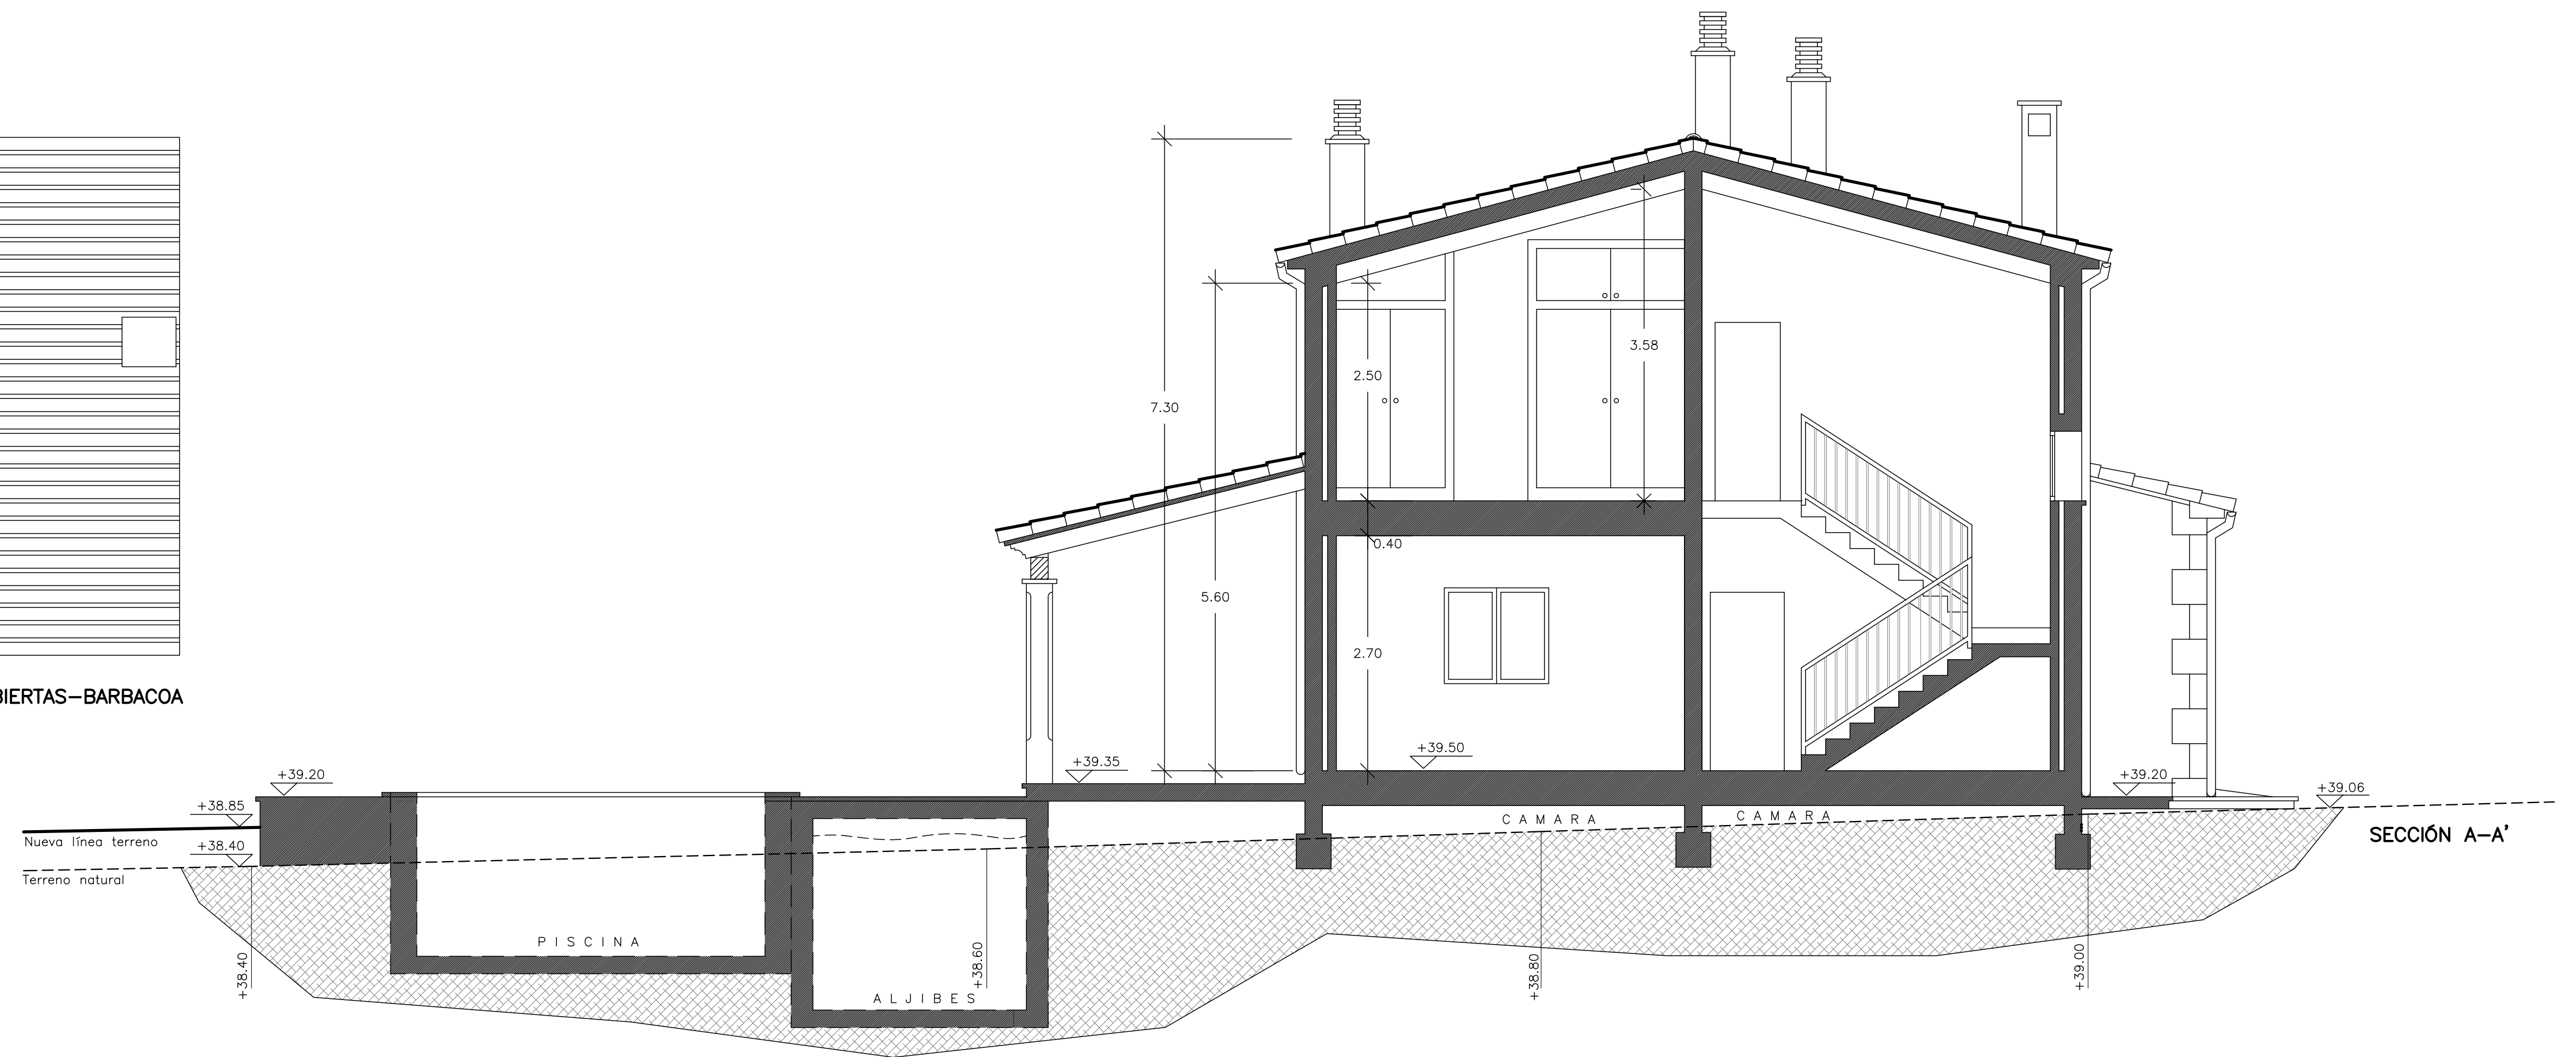 7.30
5.60
2.50
3.58
0.40
2.70
BIERTAS-BARBACOA
+39.20
+38.85
Nueva línea terreno
+38.40
Terreno natural
+39.35
+39.50
+39.20
+39.06
CAMARA
CAMARA
SECCIÓN A-A'
PISCINA
ALJIBES
+38.40
+38.60
+38.80
+39.00